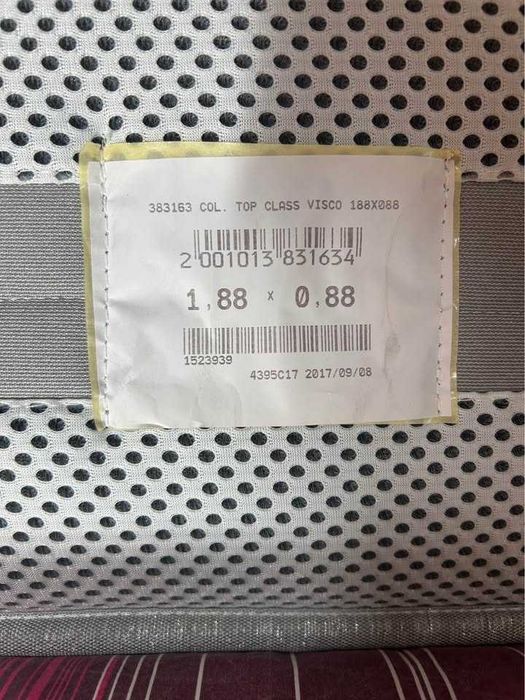 383163 COL. TOP CLASS VISCO 188X088
2 001013 831634
1,88 x 0,88
1523939
4395C17 2017/09/08